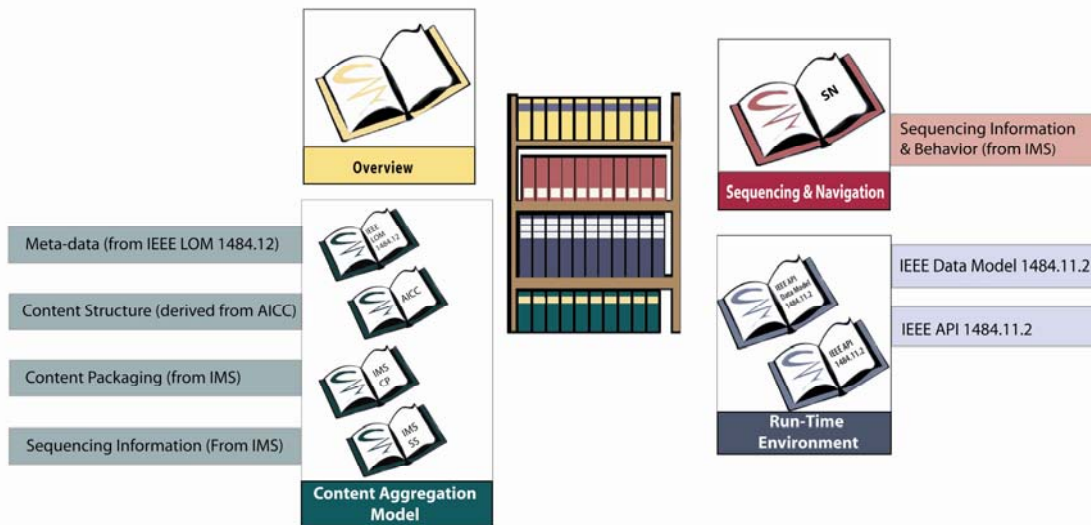 Overview
Meta-data (from IEEE LOM 1484.12)
Content Structure (derived from AICC)
Content Packaging (from IMS)
Sequencing Information (From IMS)
IEEE
LOM
1484.12
AICC
IMS
CP
IMS
SS
Content Aggregation
Model
SN
Sequencing & Navigation
Sequencing Information
& Behavior (from IMS)
IEEE API
Data Model
1484.11.2
IEEE API
1484.11.2
Run-Time
Environment
IEEE Data Model 1484.11.2
IEEE API 1484.11.2